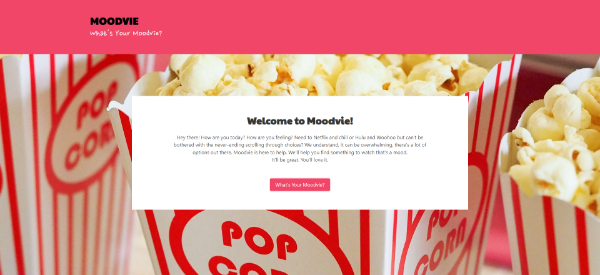 MOODVIE
What's Your Moodvie?
Welcome to Moodvie!
Hey there! How are you today? How are you feeling? Need to Netflix and chill or Hulu and Woohoo but can't be
bothered with the never-ending scrolling through choices? We understand, it can be overwhelming, there's a lot of
options out there. Moodvie is here to help. We'll help you find something to watch that's a mood.
It'll be great. You'll love it.
What's Your Moodvie?
POP
CORN
POP
CORN
POP
CORN